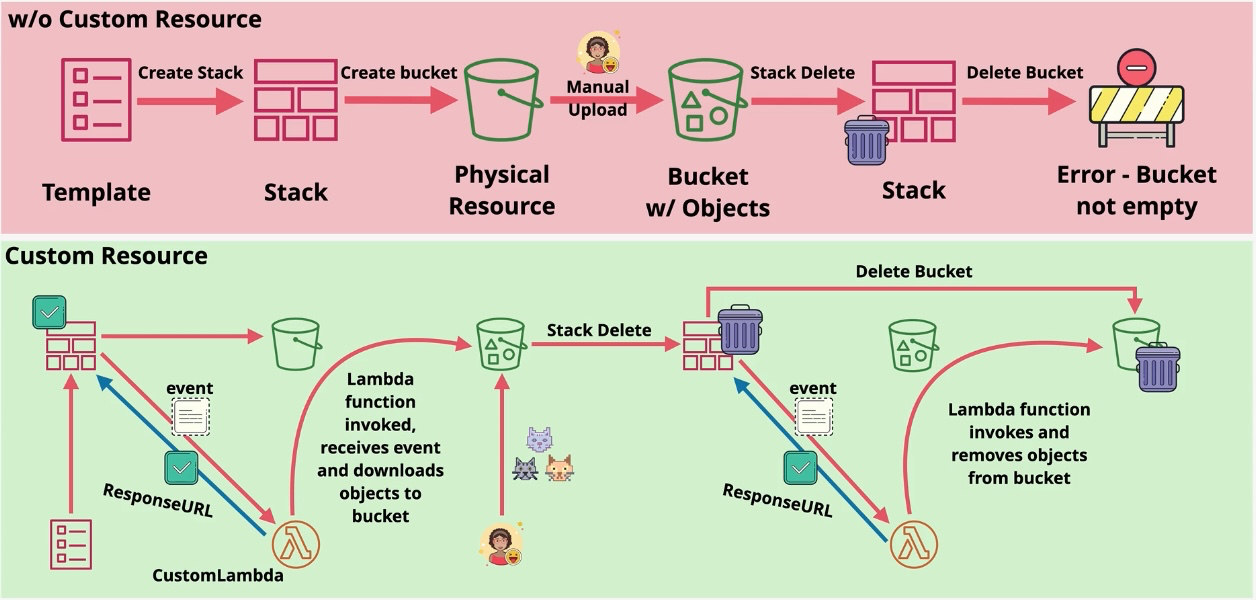 w/o Custom Resource
Create Stack
Create bucket
Manual
Upload
Stack Delete
Delete Bucket
Template
Stack
Physical
Resource
Bucket
w/ Objects
Stack
Error - Bucket
not empty
Custom Resource
Delete Bucket
Stack Delete
event
Lambda
function
invoked,
receives event
and downloads
objects to
bucket
ResponseURL
CustomLambda
event
Lambda function
invokes and
removes objects
from bucket
ResponseURL